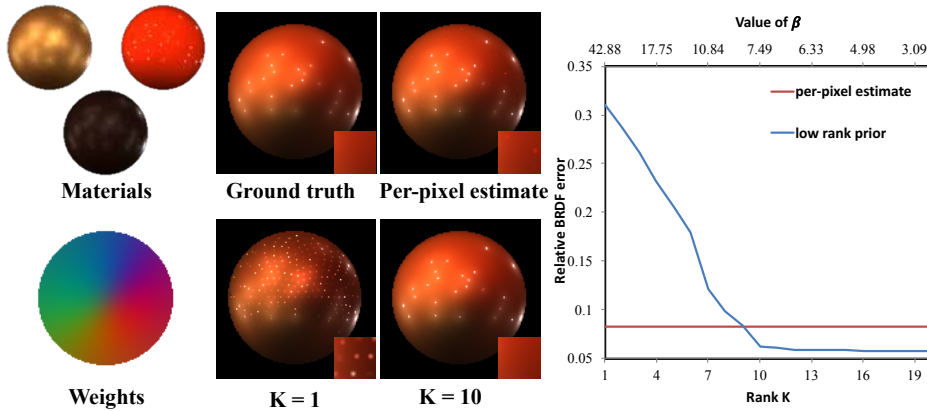 Materials
Ground truth
Per-pixel estimate
Weights
K = 1
K = 10
Value of β
42.88 17.75 10.84 7.49 6.33 4.98 3.09
0.35
0.3
0.25
0.2
0.15
0.1
0.05
Relative BRDF error
per-pixel estimate
low rank prior
1 4 7 10 13 16 19
Rank K